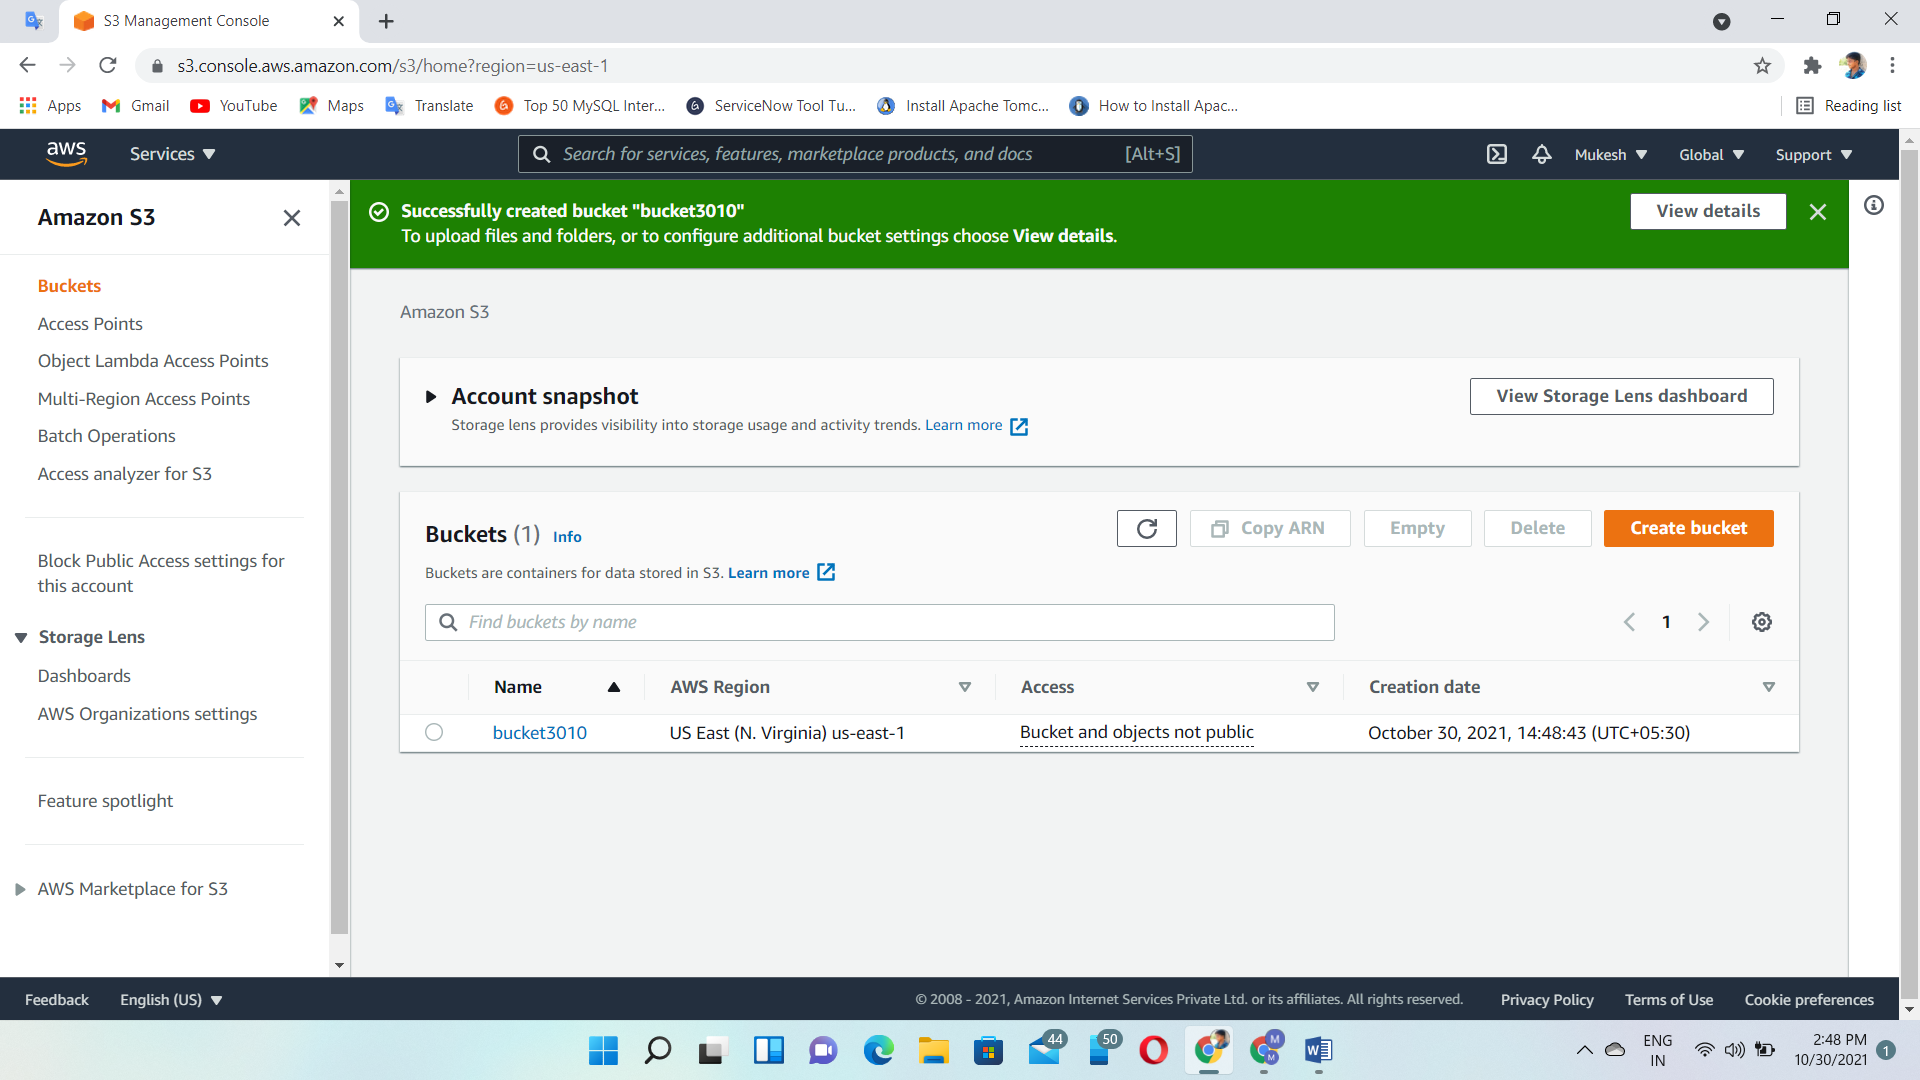 S3 Management Console
s3.console.aws.amazon.com/s3/home?region=us-east-1
Apps
Gmail
YouTube
Maps
Translate
Top 50 MySQL Inter...
ServiceNow Tool Tu...
Install Apache Tomc...
How to Install Apac...
Reading list
aws
Services
Search for services, features, marketplace products, and docs
[Alt+S]
Mukesh
Global
Support
Amazon S3
Buckets
Access Points
Object Lambda Access Points
Multi-Region Access Points
Batch Operations
Access analyzer for S3
Block Public Access settings for
this account
Storage Lens
Dashboards
AWS Organizations settings
Feature spotlight
AWS Marketplace for S3
Successfully created bucket "bucket3010"
To upload files and folders, or to configure additional bucket settings choose View details.
View details
Amazon S3
Account snapshot
Storage lens provides visibility into storage usage and activity trends. Learn more
View Storage Lens dashboard
Buckets (1) Info
Buckets are containers for data stored in S3. Learn more
Copy ARN
Empty
Delete
Create bucket
Find buckets by name
1
Name
AWS Region
Access
Creation date
bucket3010
US East (N. Virginia) us-east-1
Bucket and objects not public
October 30, 2021, 14:48:43 (UTC+05:30)
Feedback
English (US)
© 2008 - 2021, Amazon Internet Services Private Ltd. or its affiliates. All rights reserved.
Privacy Policy
Terms of Use
Cookie preferences
44
50
M
M
ENG
IN
2:48 PM
10/30/2021
1